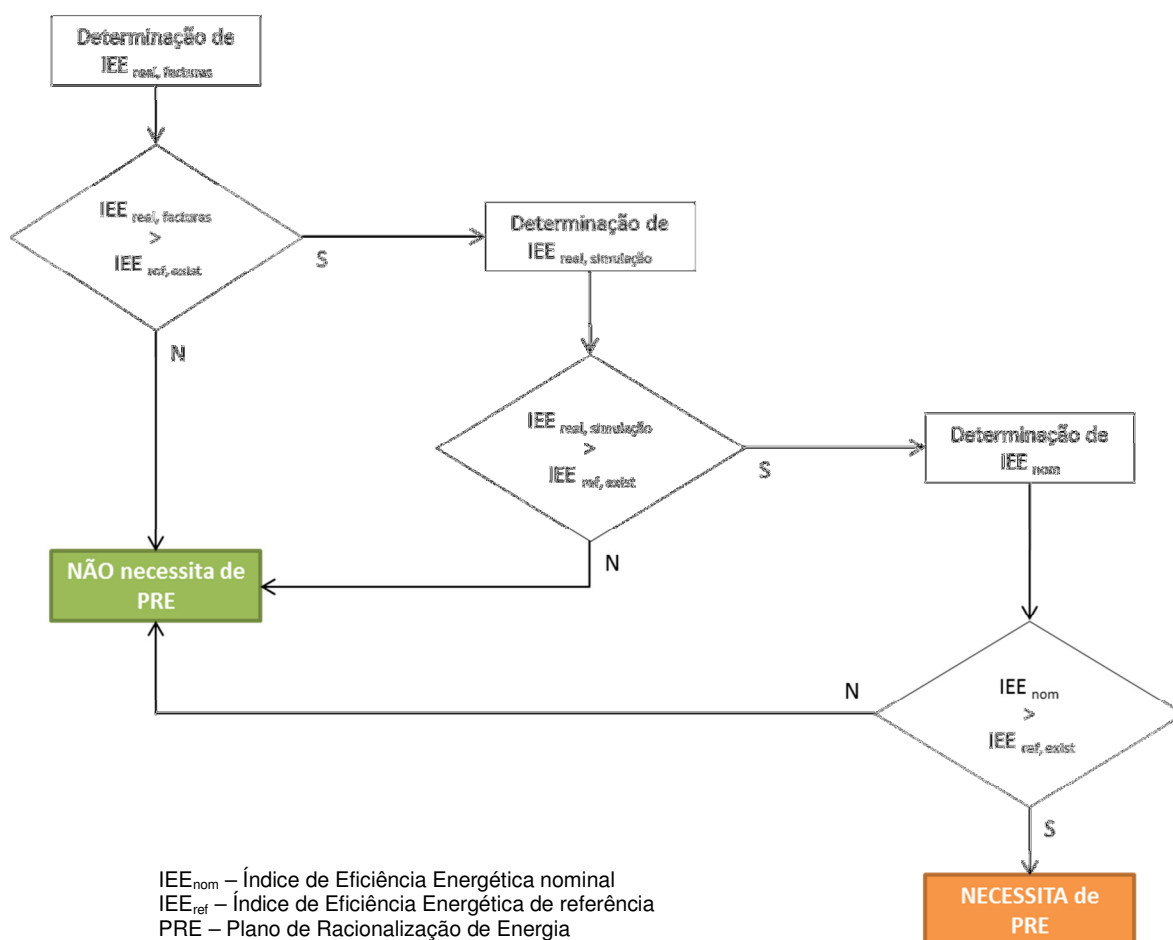 Determinação de
IEE real, facturas
IEE real, facturas
>
IEE ref, exist
S
N
Determinação de
IEE real, simulação
IEE real, simulação
>
IEE ref, exist
S
N
Determinação de
IEE nom
NÃO necessita de
PRE
IEE nom
>
IEE ref, exist
N
S
NECESSITA de
PRE
IEEnom – Índice de Eficiência Energética nominal
IEEref – Índice de Eficiência Energética de referência
PRE – Plano de Racionalização de Energia